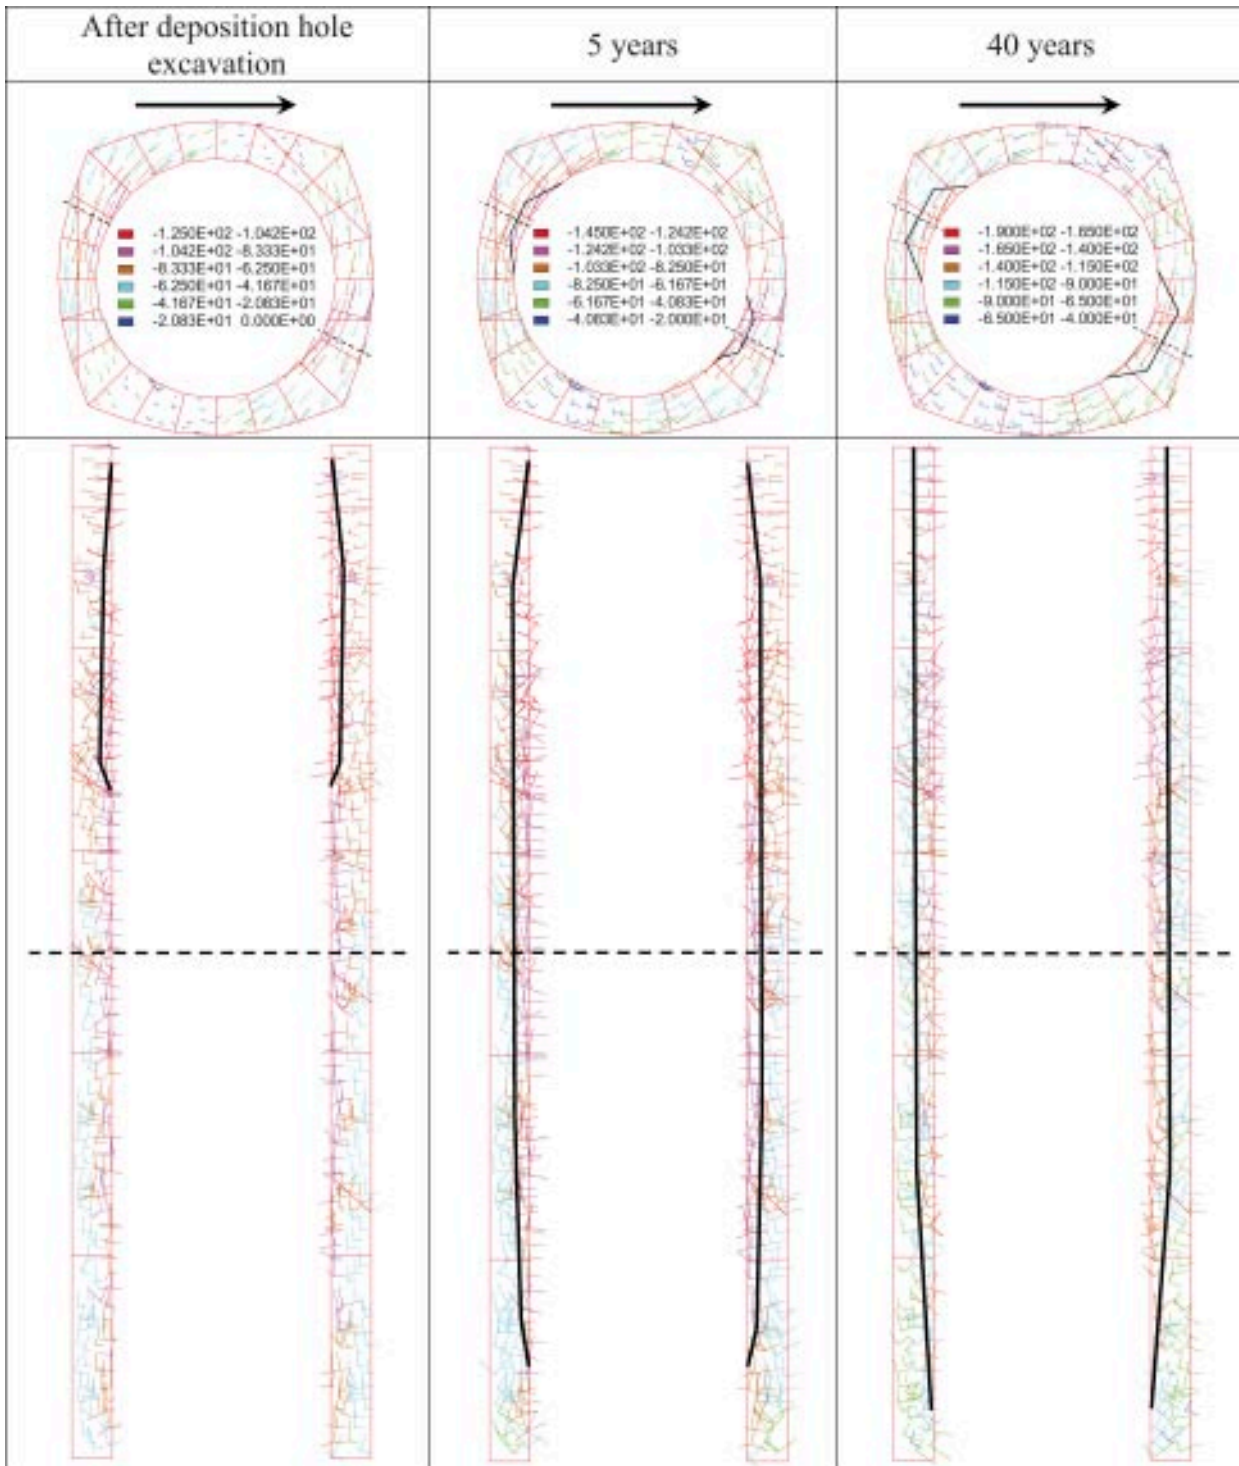 After deposition hole
excavation
5 years
40 years
-1.250E+02 -1.042E+02
-1.042E+02 -8.333E+01
-8.333E+01 -6.250E+01
-6.250E+01 -4.167E+01
-4.167E+01 -2.083E+01
-2.083E+01 0.000E+00
-1.450E+02 -1.242E+02
-1.242E+02 -1.033E+02
-1.033E+02 -8.250E+01
-8.250E+01 -6.167E+01
-6.167E+01 -4.083E+01
-4.083E+01 -2.000E+01
-1.900E+02 -1.650E+02
-1.650E+02 -1.400E+02
-1.400E+02 -1.150E+02
-1.150E+02 -9.000E+01
-9.000E+01 -6.500E+01
-6.500E+01 -4.000E+01